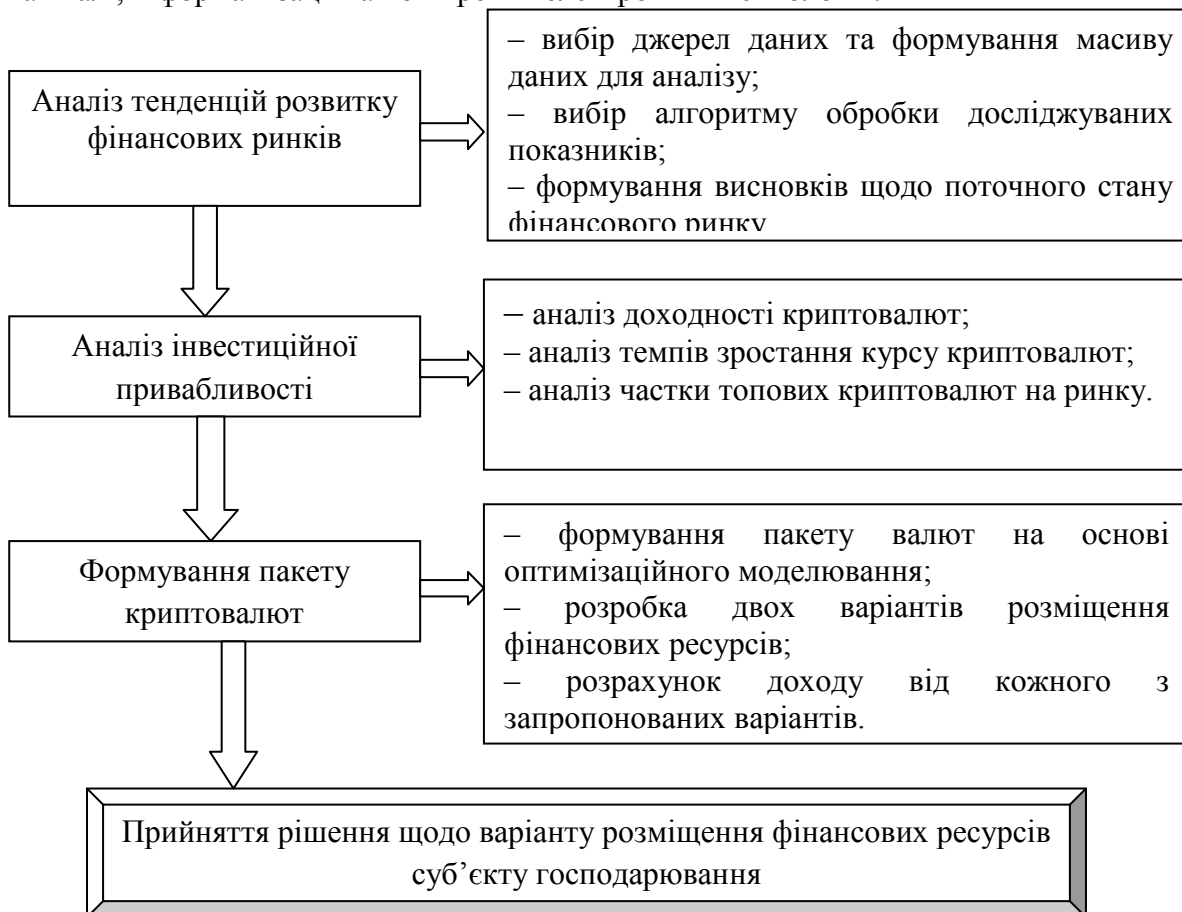 Аналіз тенденцій розвитку
фінансових ринків
– вибір джерел даних та формування масиву
даних для аналізу;
– вибір алгоритму обробки досліджуваних
показників;
– формування висновків щодо поточного стану
фінансового ринку
Аналіз інвестиційної
привабливості
– аналіз доходності криптовалют;
– аналіз темпів зростання курсу криптовалют;
– аналіз частки топових криптовалют на ринку.
Формування пакету
криптовалют
– формування пакету валют на основі
оптимізаційного моделювання;
– розробка двох варіантів розміщення
фінансових ресурсів;
– розрахунок доходу від кожного з
запропонованих варіантів.
Прийняття рішення щодо варіанту розміщення фінансових ресурсів
суб’єкту господарювання